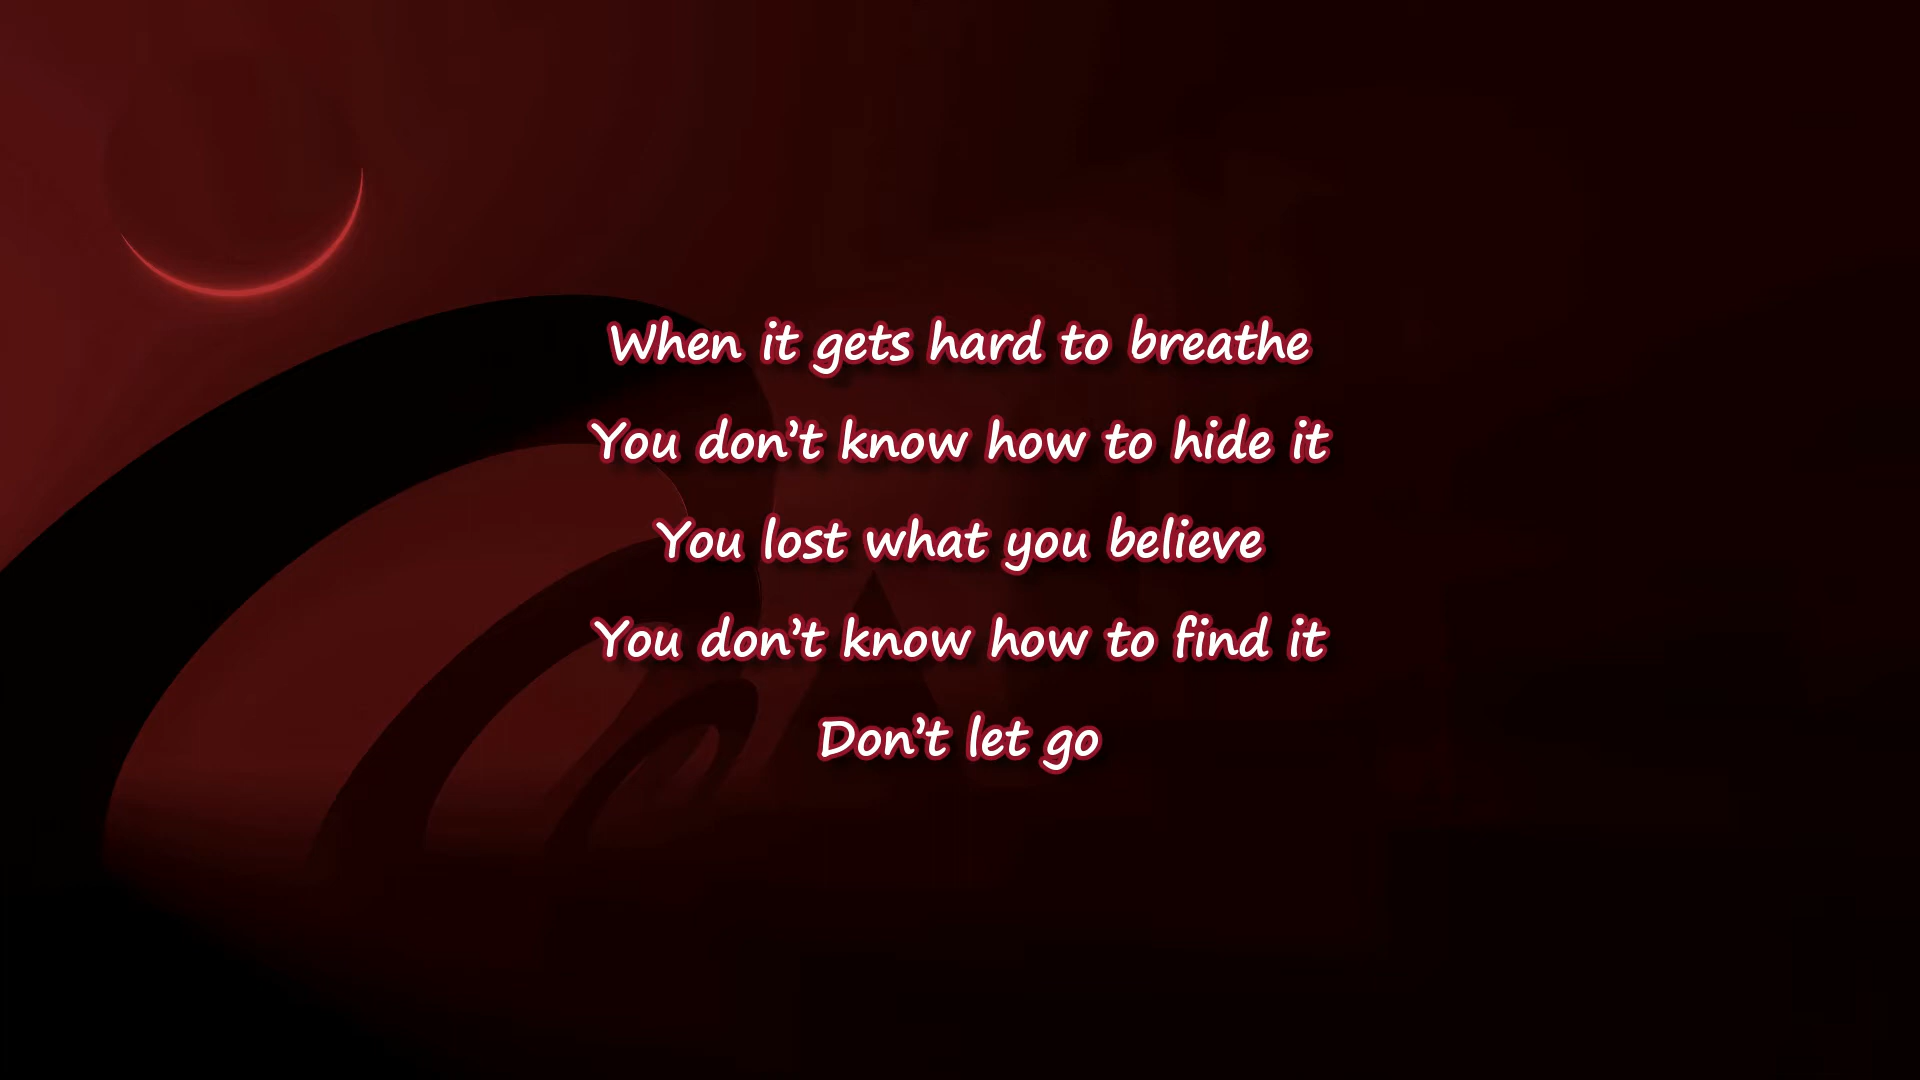 When it gets hard to breathe
You don’t know how to hide it
You lost what you believe
You don’t know how to find it
Don’t let go